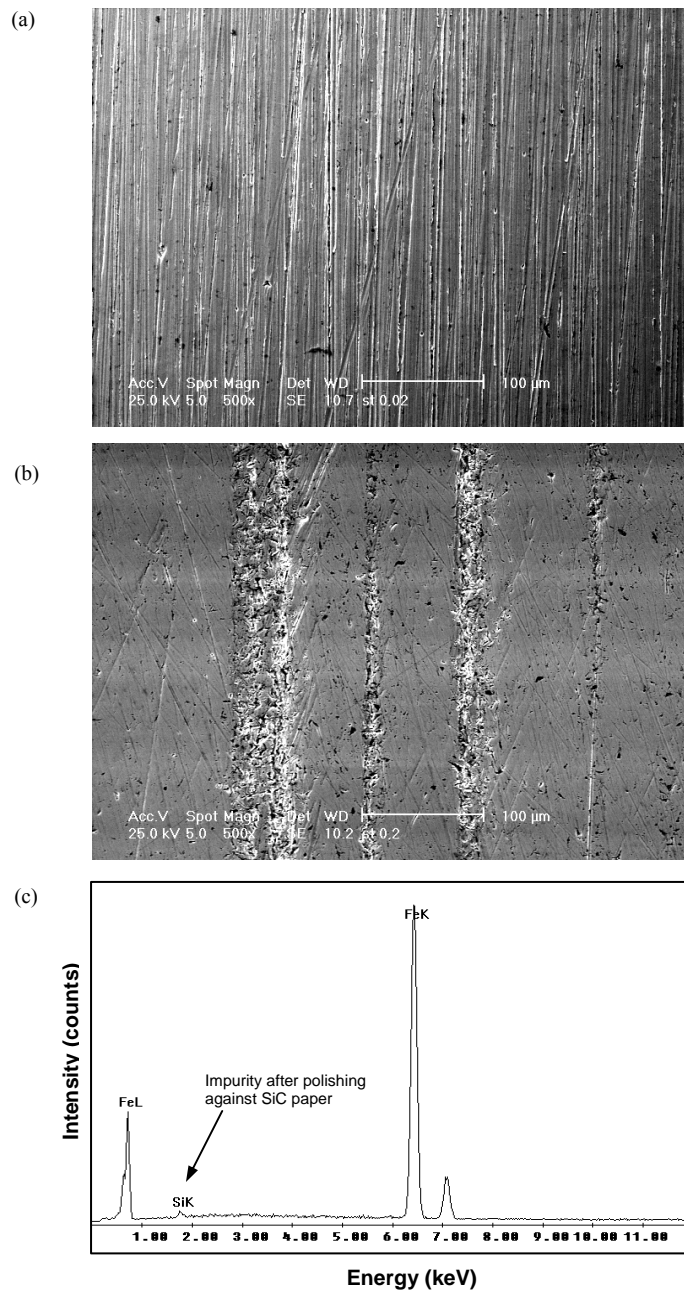 (a)
Acc.V Spot Magn Det WD 100 µm
25.0 kV 5.0 500x SE 10.7 st 0.02
(b)
Acc.V Spot Magn Det WD 100 µm
25.0 kV 5.0 500x SE 10.2 st 0.2
(c)
FeK
Intensity (counts)
Impurity after polishing
against SiC paper
FeL
SiK
1.00 2.00 3.00 4.00 5.00 6.00 7.00 8.00 9.00 10.00 11.00
Energy (keV)